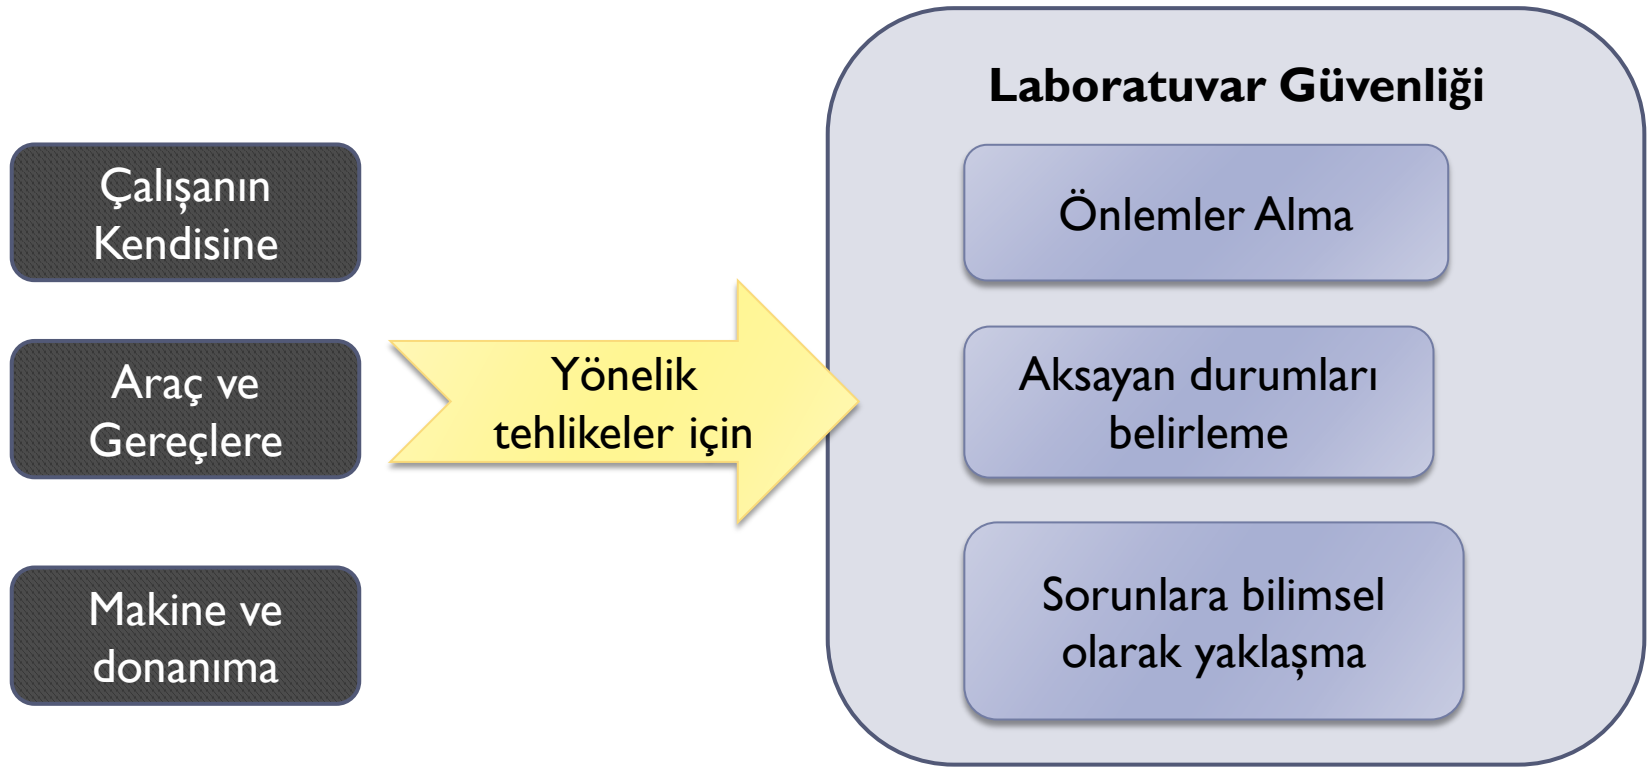 Çalışanın
Kendisine
Araç ve
Gereçlere
Makine ve
donanıma
Yönelik
tehlikeler için
Laboratuvar Güvenliği
Önlemler Alma
Aksayan durumları
belirleme
Sorunlara bilimsel
olarak yaklaşma